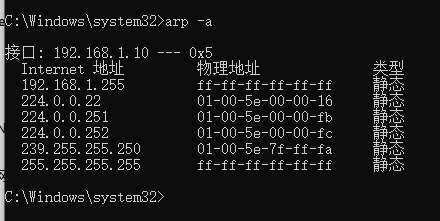 C:\Windows\system32>arp -a
接口: 192.168.1.10 --- 0x5
Internet 地址 物理地址 类型
192.168.1.255 ff-ff-ff-ff-ff-ff 静态
224.0.0.22 01-00-5e-00-00-16 静态
224.0.0.251 01-00-5e-00-00-fb 静态
224.0.0.252 01-00-5e-00-00-fc 静态
239.255.255.250 01-00-5e-7f-ff-fa 静态
255.255.255.255 ff-ff-ff-ff-ff-ff 静态
C:\Windows\system32>